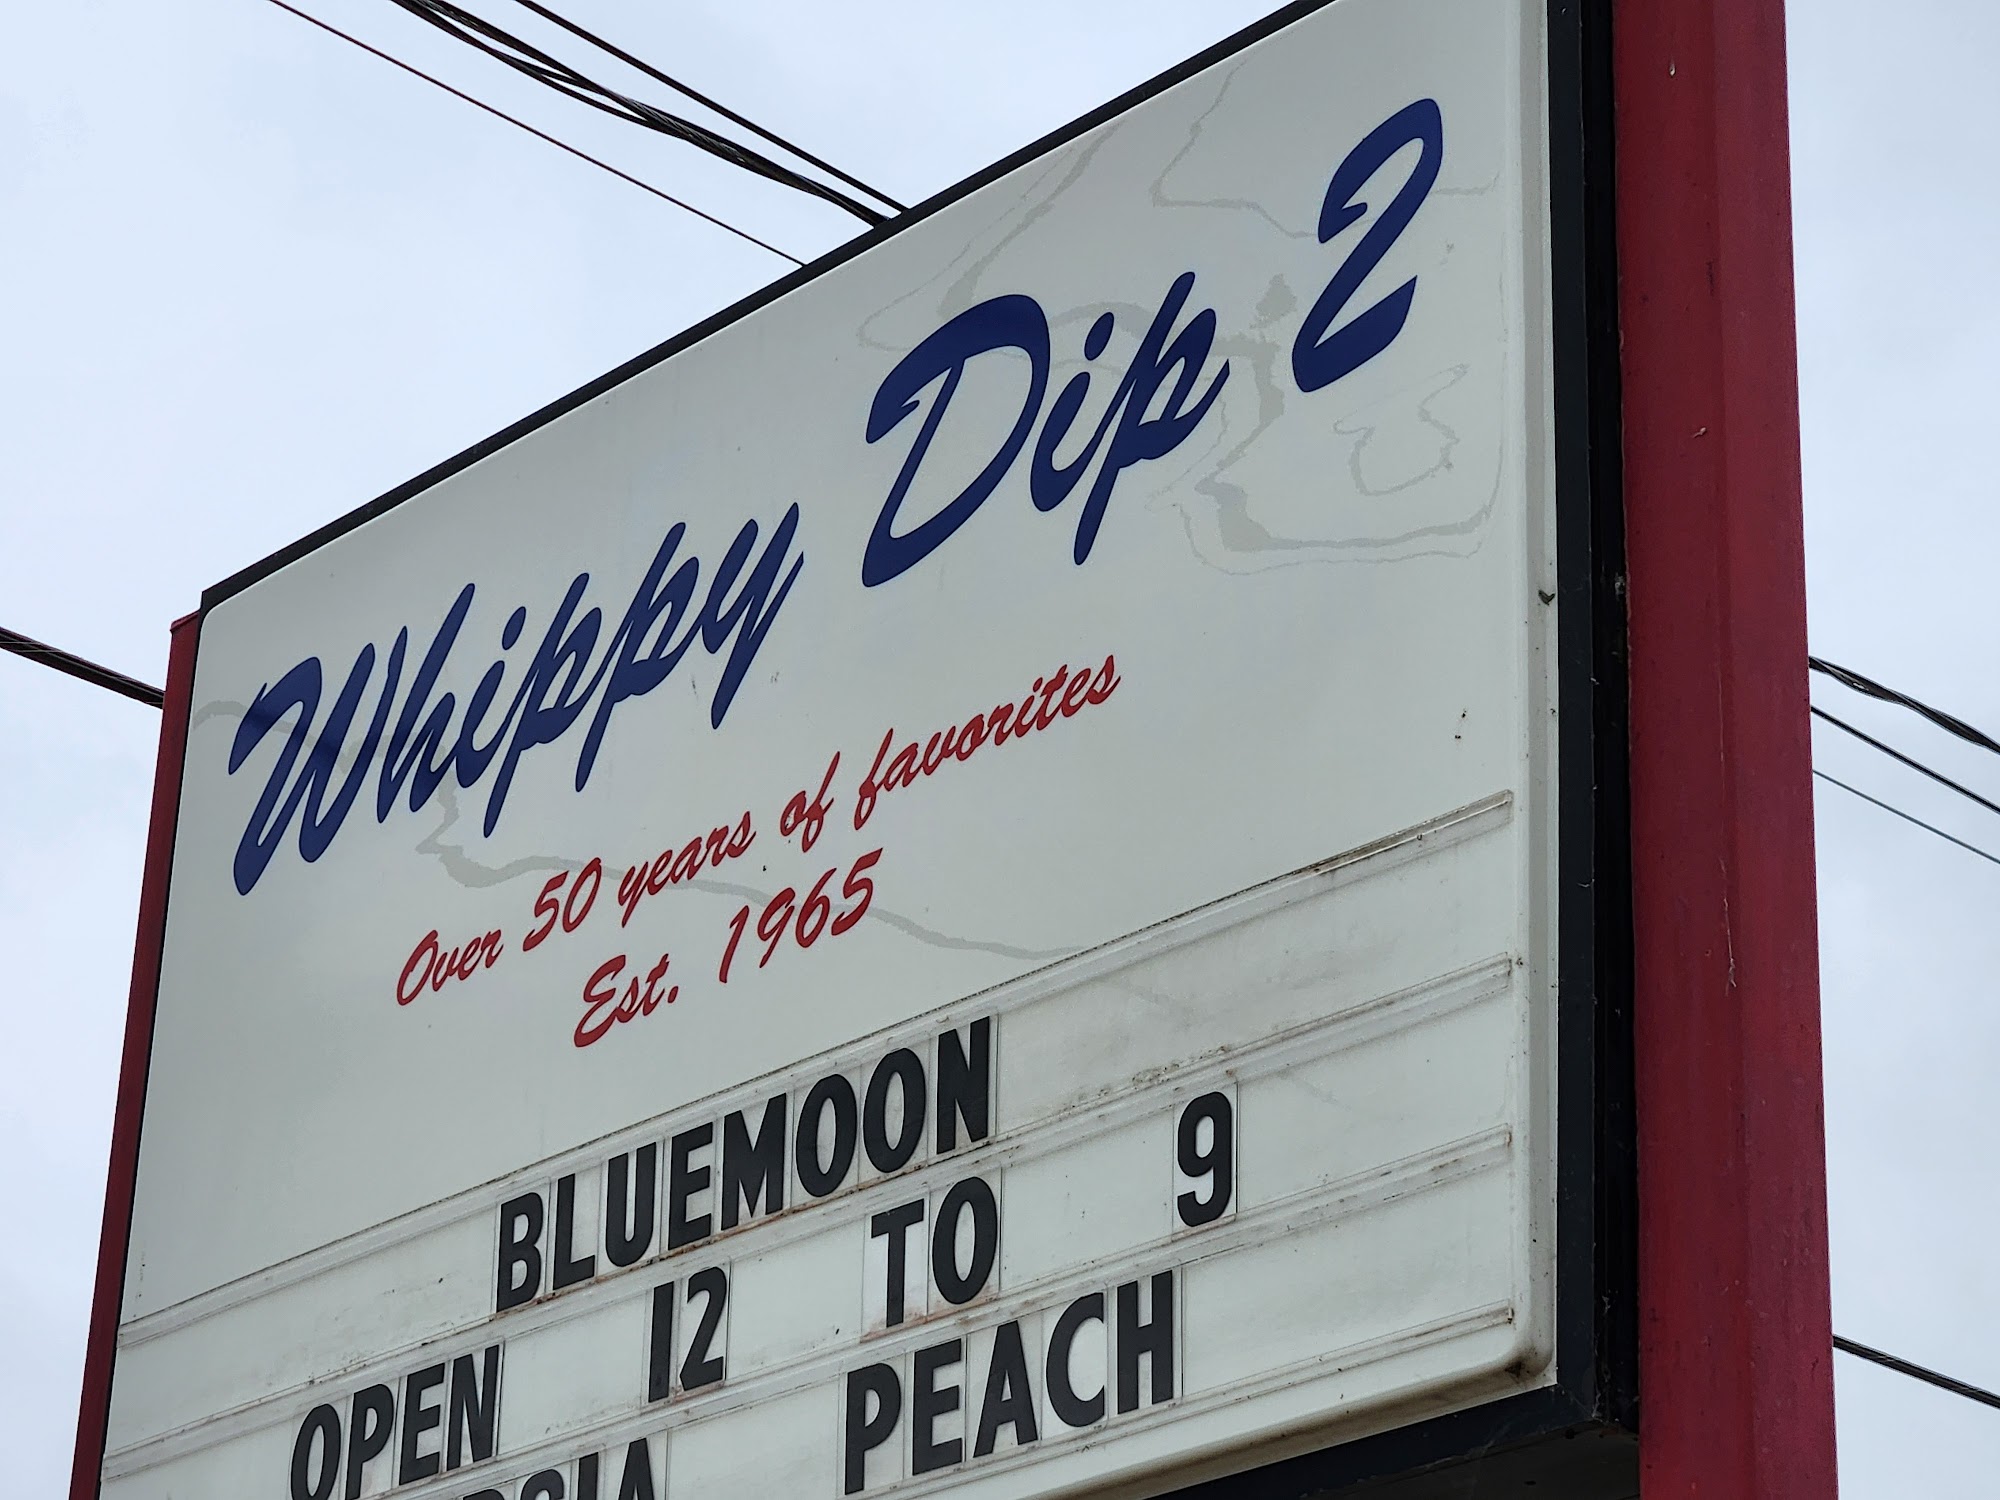 Whippy Dip 2
Over 50 years of favorites
Est. 1965
BLUEMOON
OPEN 12 TO 9
PEACH